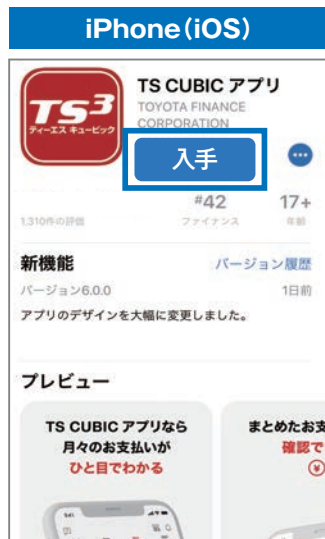 iPhone(iOS)
TS3
ティーエス キュービック
TS CUBIC アプリ
TOYOTA FINANCE
CORPORATION
入手
#42
17+
1,310件の評価
ファイナンス
年齢
新機能
バージョン履歴
バージョン6.0.0
1日前
アプリのデザインを大幅に変更しました。
プレビュー
TS CUBIC アプリなら
月々のお支払いが
ひと目でわかる
まとめたお支
確認で
¥
9:41